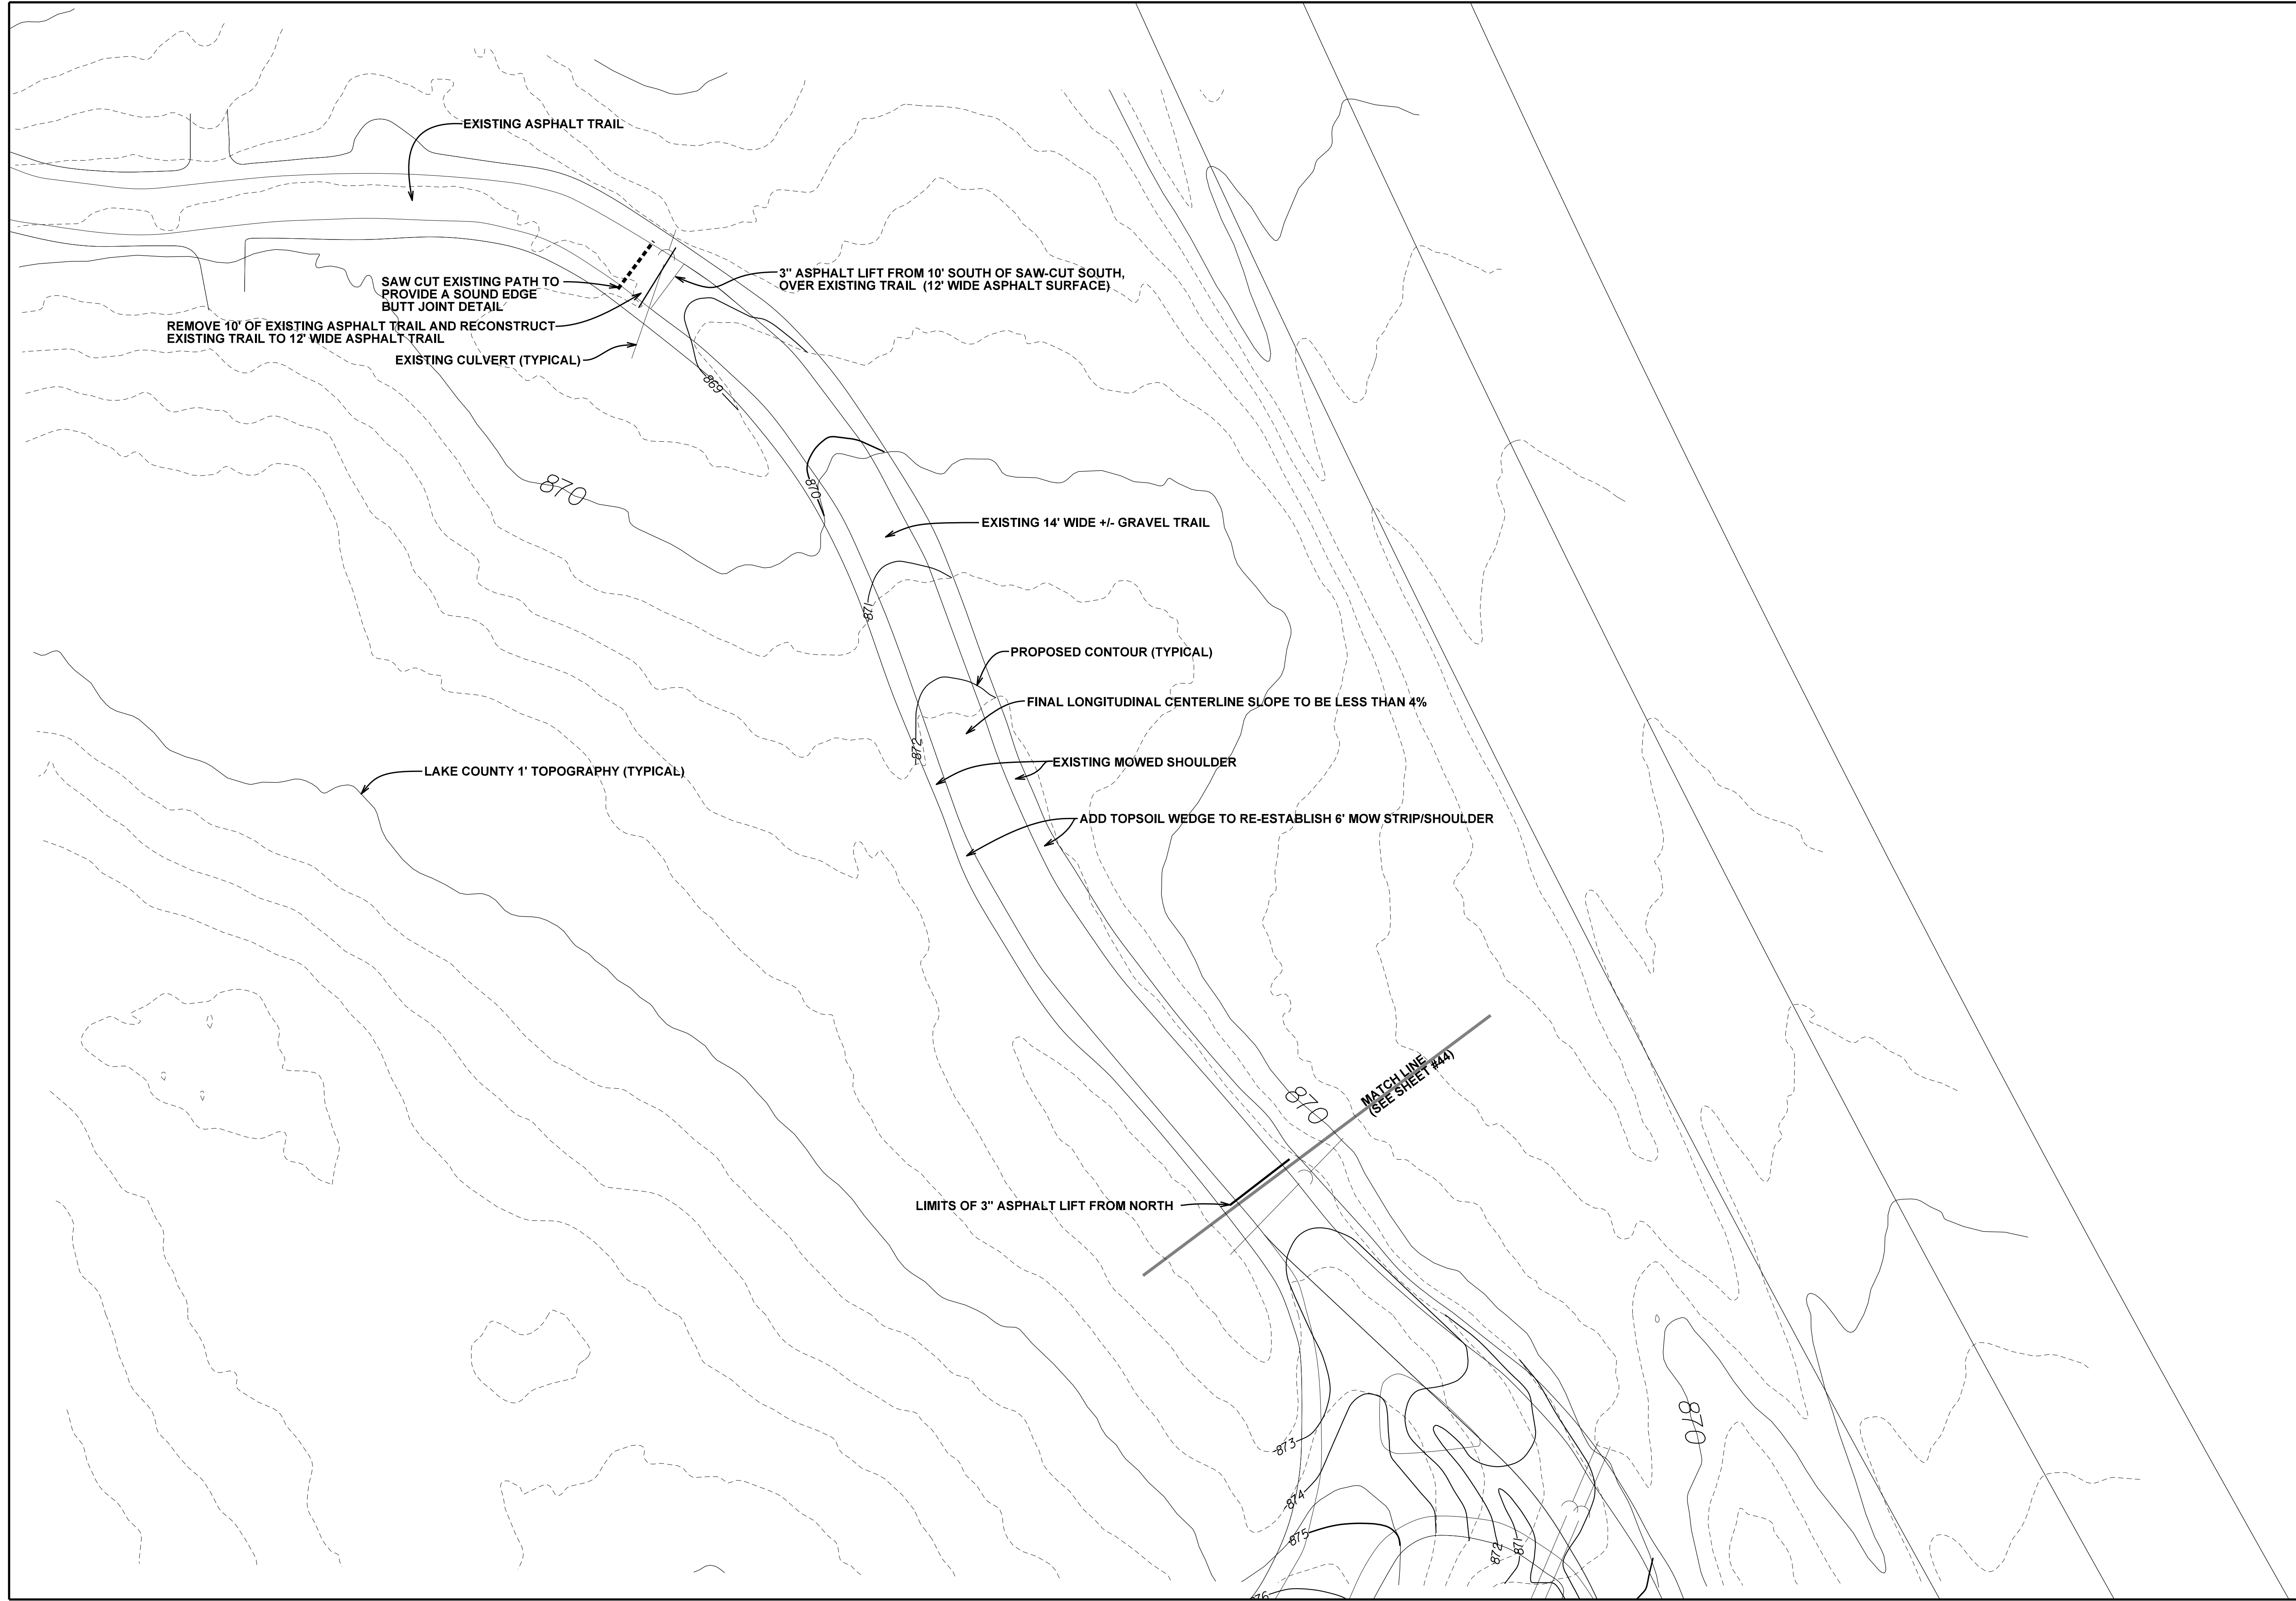 EXISTING ASPHALT TRAIL
3" ASPHALT LIFT FROM 10' SOUTH OF SAW-CUT SOUTH,
OVER EXISTING TRAIL (12' WIDE ASPHALT SURFACE)
SAW CUT EXISTING PATH TO
PROVIDE A SOUND EDGE
BUTT JOINT DETAIL
REMOVE 10' OF EXISTING ASPHALT TRAIL AND RECONSTRUCT
EXISTING TRAIL TO 12' WIDE ASPHALT TRAIL
EXISTING CULVERT (TYPICAL)
869
870
870
EXISTING 14' WIDE +/- GRAVEL TRAIL
871
PROPOSED CONTOUR (TYPICAL)
FINAL LONGITUDINAL CENTERLINE SLOPE TO BE LESS THAN 4%
872
EXISTING MOWED SHOULDER
LAKE COUNTY 1' TOPOGRAPHY (TYPICAL)
ADD TOPSOIL WEDGE TO RE-ESTABLISH 6' MOW STRIP/SHOULDER
MATCH LINE
(SEE SHEET #44)
870
LIMITS OF 3" ASPHALT LIFT FROM NORTH
870
873
874
875
872
871
76